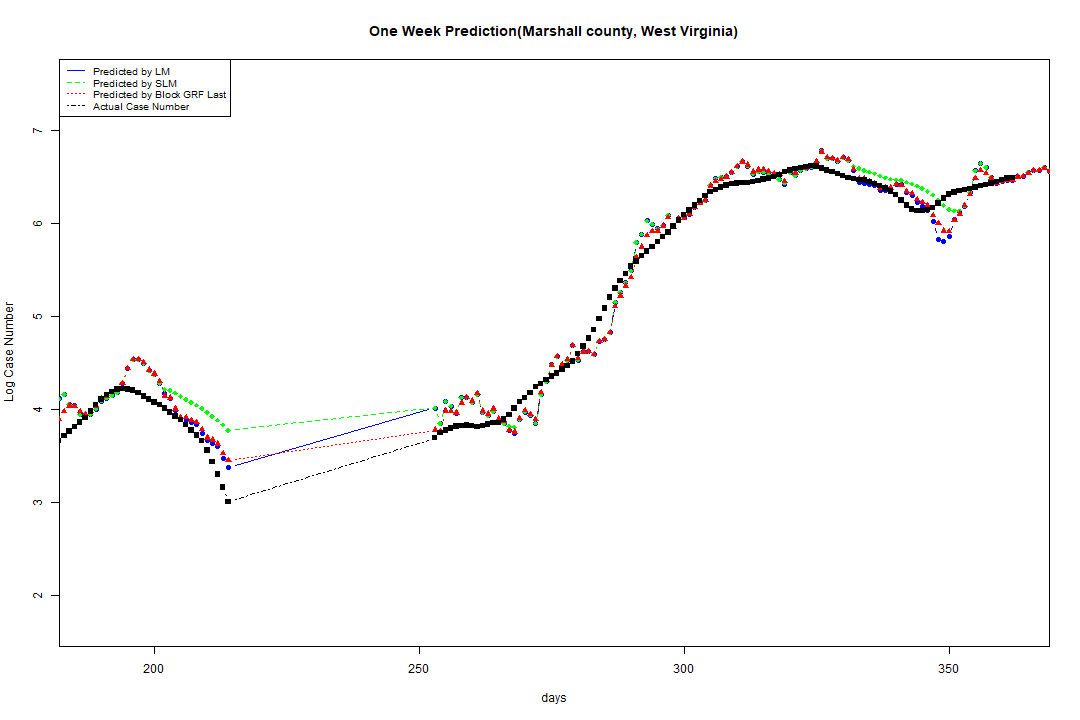 One Week Prediction(Marshall county, West Virginia)
Predicted by LM
Predicted by SLM
Predicted by Block GRF Last
Actual Case Number
7
6
5
4
3
2
Log Case Number
200
250
300
350
days